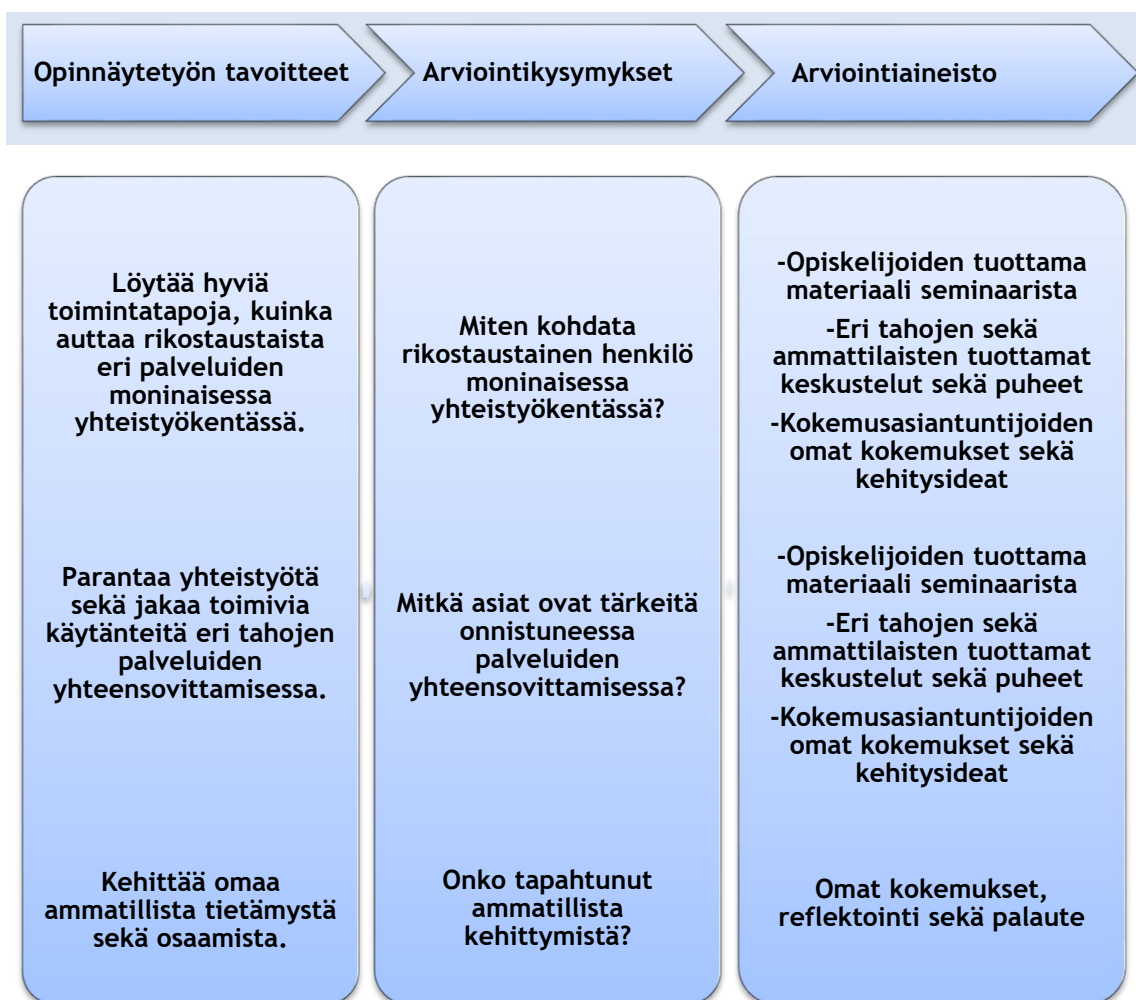 Opinnäytetyön tavoitteet
Arviointikysymykset
Arviointiaineisto
Löytää hyviä
toimintatapoja, kuinka
auttaa rikostaustaista
eri palveluiden
moninaisessa
yhteistyökentässä.
Parantaa yhteistyötä
sekä jakaa toimivia
käytänteitä eri tahojen
palveluiden
yhteensovittamisessa.
Kehittää omaa
ammatillista tietämystä
sekä osaamista.
Miten kohdata
rikostaustainen henkilö
moninaisessa
yhteistyökentässä?
Mitkä asiat ovat tärkeitä
onnistuneessa
palveluiden
yhteensovittamisessa?
Onko tapahtunut
ammatillista
kehittymistä?
-Opiskelijoiden tuottama
materiaali seminaarista
-Eri tahojen sekä
ammattilaisten tuottamat
keskustelut sekä puheet
-Kokemusasiantuntijoiden
omat kokemukset sekä
kehitysideat
-Opiskelijoiden tuottama
materiaali seminaarista
-Eri tahojen sekä
ammattilaisten tuottamat
keskustelut sekä puheet
-Kokemusasiantuntijoiden
omat kokemukset sekä
kehitysideat
Omat kokemukset,
reflektointi sekä palaute